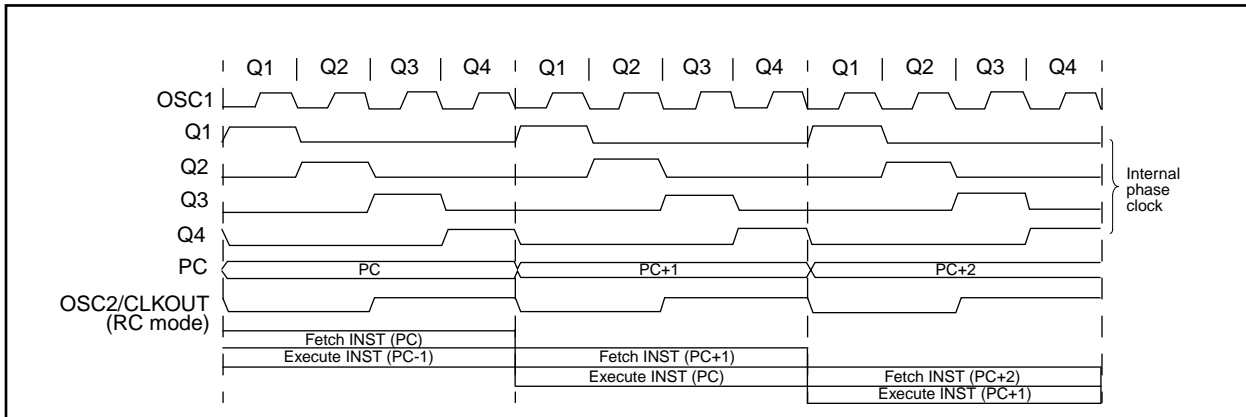 Q1 Q2 Q3 Q4 Q1 Q2 Q3 Q4 Q1 Q2 Q3 Q4
OSC1
Q1
Q2
Q3
Q4
Internal
phase
clock
PC PC PC+1 PC+2
OSC2/CLKOUT
(RC mode)
Fetch INST (PC)
Execute INST (PC-1) Fetch INST (PC+1)
Execute INST (PC) Fetch INST (PC+2)
Execute INST (PC+1)